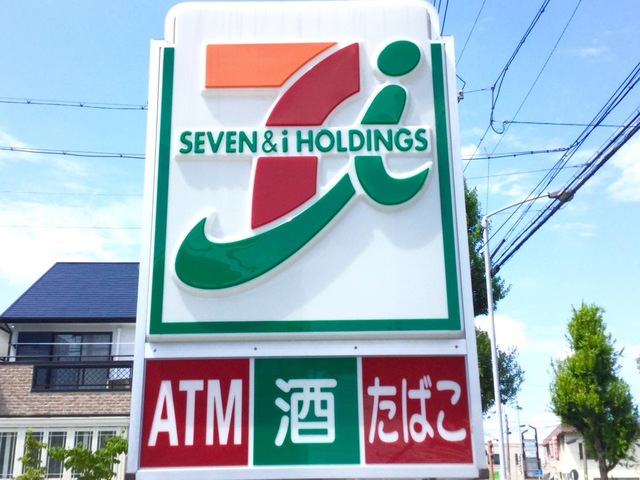 SEVEN & i HOLDINGS
ATM 酒 たばこ